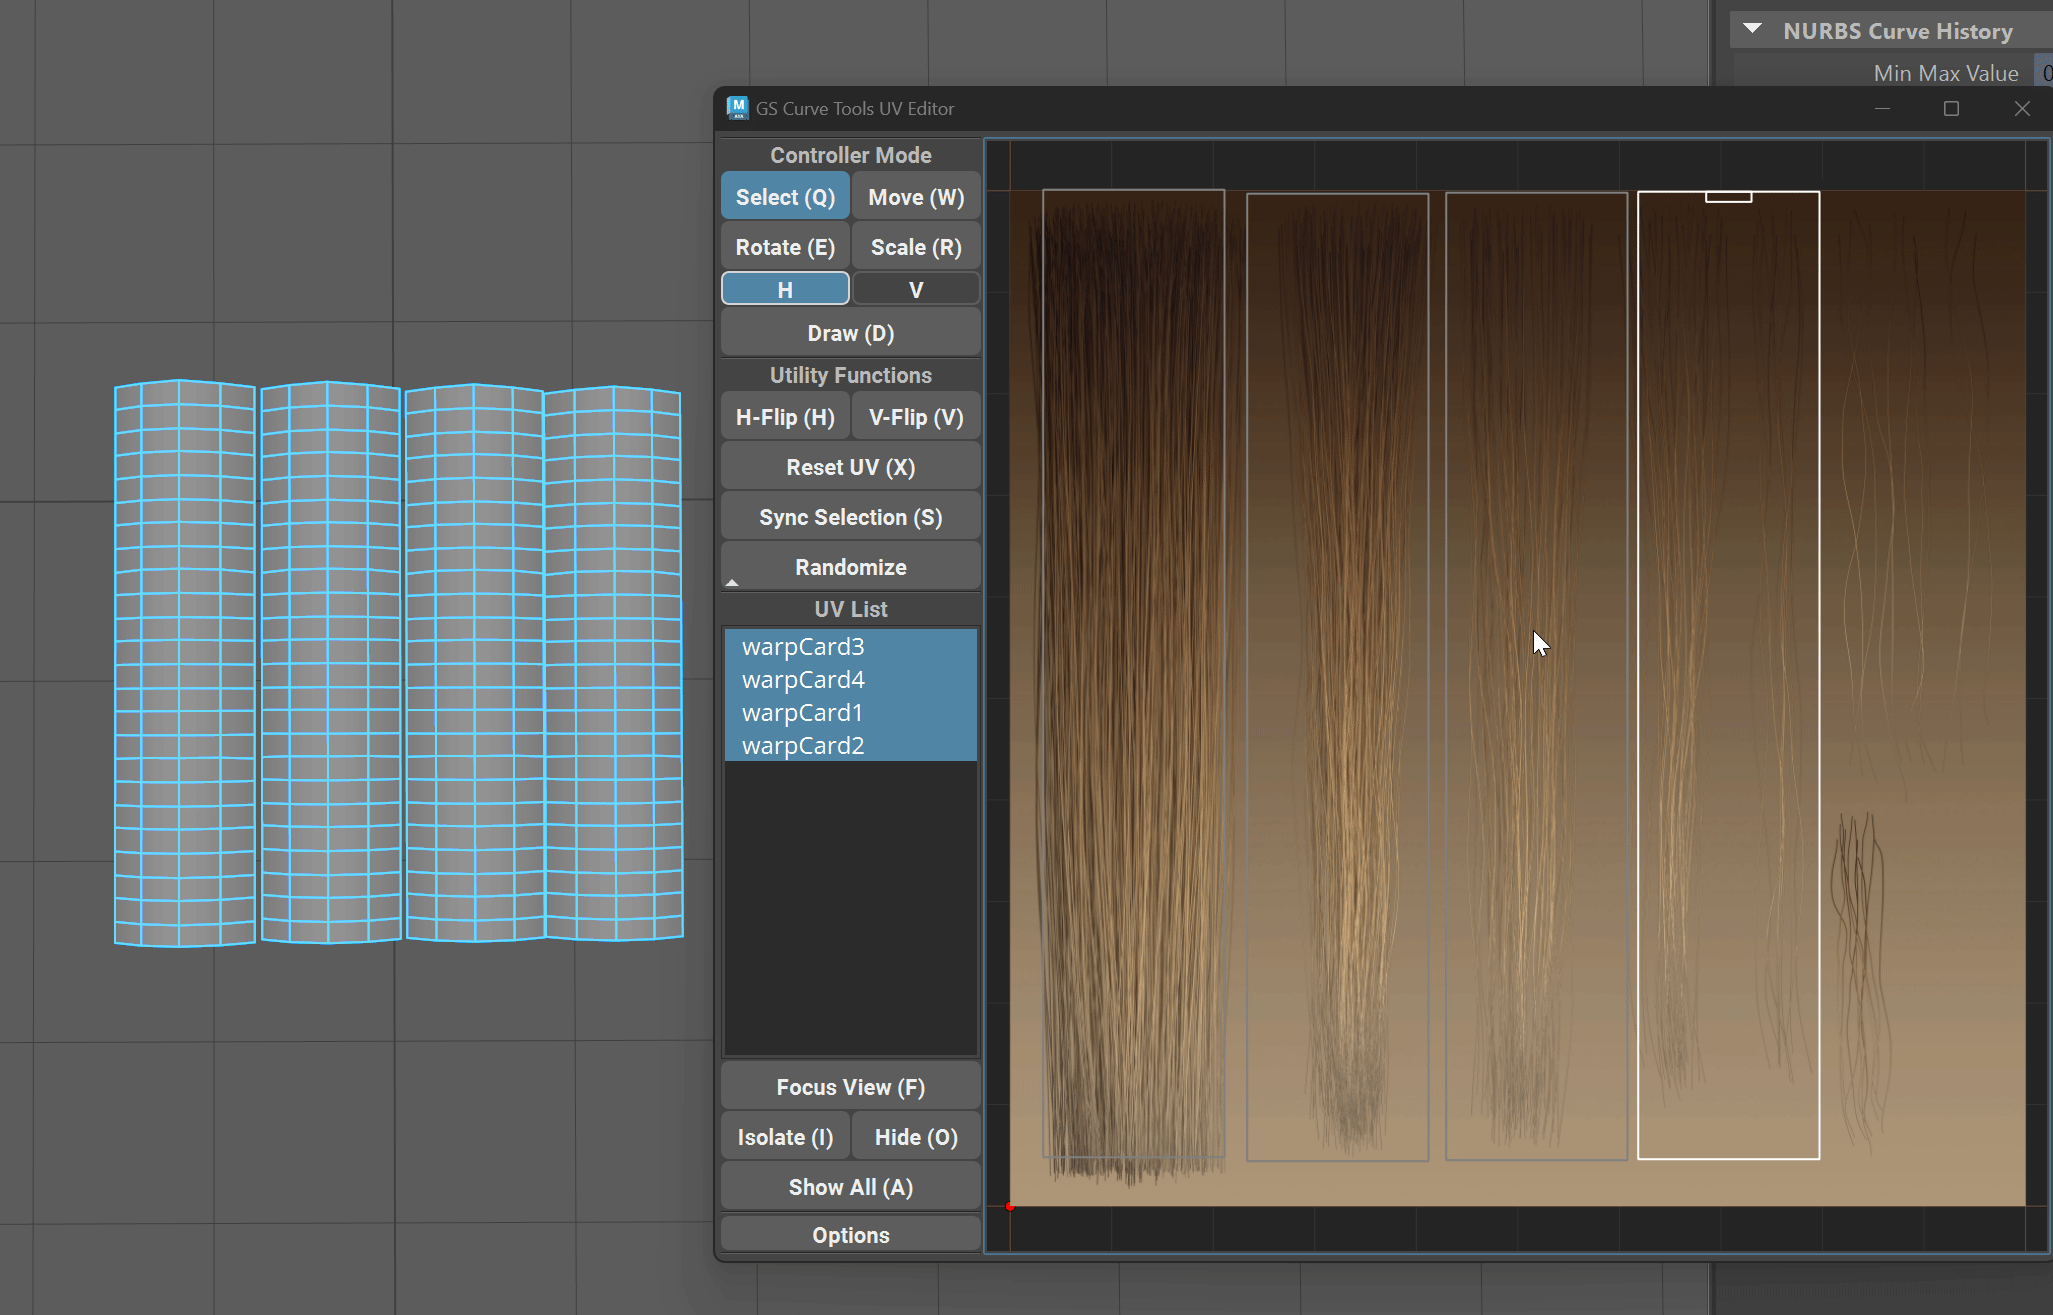 NURBS Curve History
Min Max Value 0
GS Curve Tools UV Editor
Controller Mode
Select (Q) Move (W)
Rotate (E) Scale (R)
H V
Draw (D)
Utility Functions
H-Flip (H) V-Flip (V)
Reset UV (X)
Sync Selection (S)
Randomize
UV List
warpCard3
warpCard4
warpCard1
warpCard2
Focus View (F)
Isolate (I) Hide (O)
Show All (A)
Options